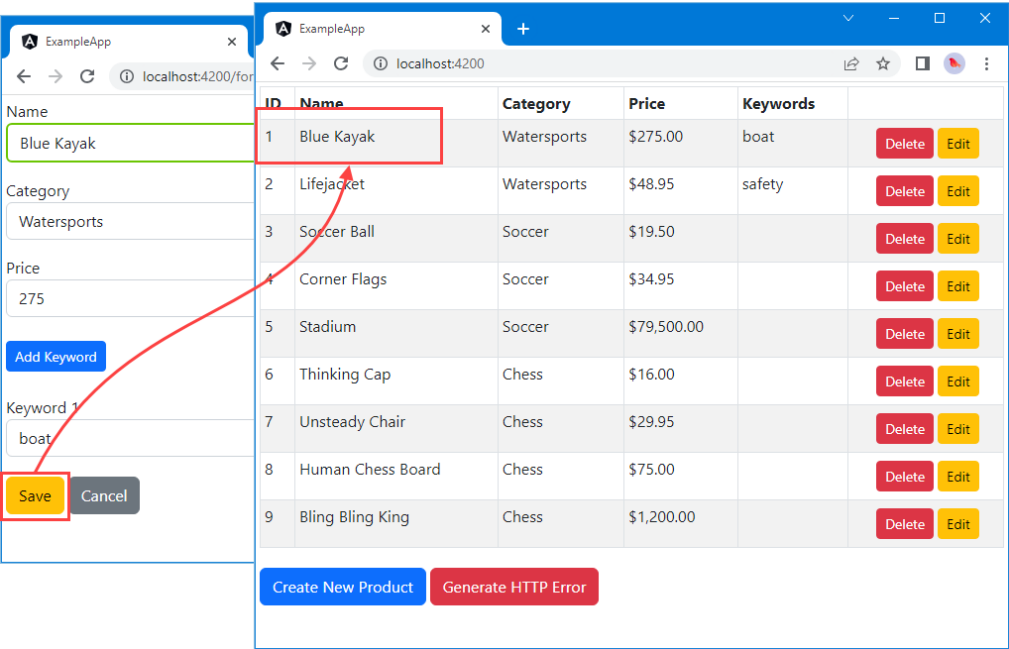 ExampleApp
localhost:4200/for
Name
Blue Kayak
Category
Watersports
Price
275
Add Keyword
Keyword 1
boat
Save Cancel
ExampleApp
localhost:4200
ID Name Category Price Keywords
1 Blue Kayak Watersports $275.00 boat Delete Edit
2 Lifejacket Watersports $48.95 safety Delete Edit
3 Soccer Ball Soccer $19.50 Delete Edit
4 Corner Flags Soccer $34.95 Delete Edit
5 Stadium Soccer $79,500.00 Delete Edit
6 Thinking Cap Chess $16.00 Delete Edit
7 Unsteady Chair Chess $29.95 Delete Edit
8 Human Chess Board Chess $75.00 Delete Edit
9 Bling Bling King Chess $1,200.00 Delete Edit
Create New Product Generate HTTP Error